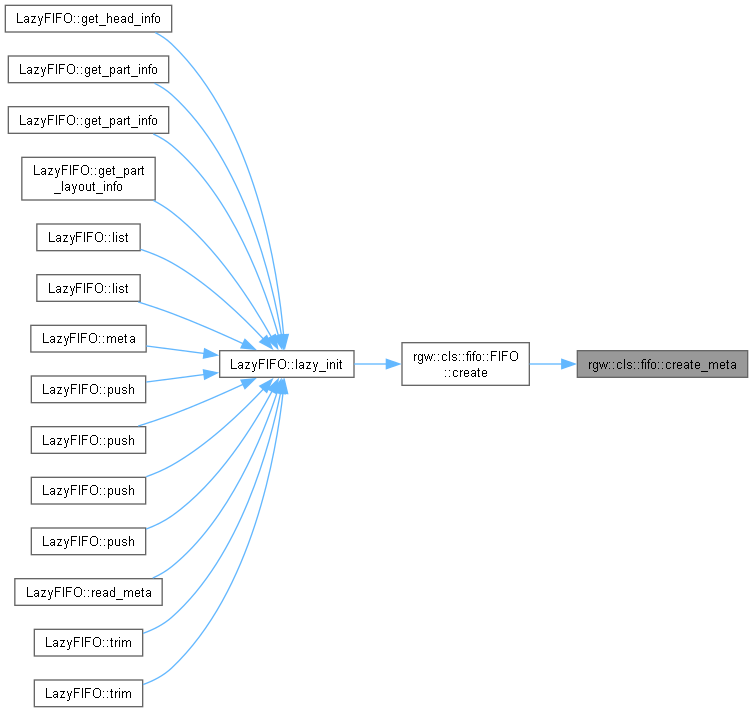 LazyFIFO::get_head_info
LazyFIFO::get_part_info
LazyFIFO::get_part_info
LazyFIFO::get_part
_layout_info
LazyFIFO::list
LazyFIFO::list
LazyFIFO::meta
LazyFIFO::push
LazyFIFO::push
LazyFIFO::push
LazyFIFO::push
LazyFIFO::read_meta
LazyFIFO::trim
LazyFIFO::trim
LazyFIFO::lazy_init
rgw::cls::fifo::FIFO
::create
rgw::cls::fifo::create_meta